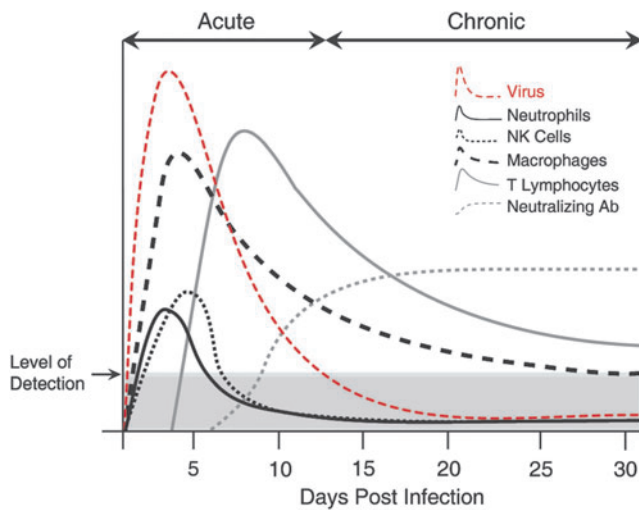 Acute
Chronic
Virus
Neutrophils
NK Cells
Macrophages
T Lymphocytes
Neutralizing Ab
Level of
Detection
5 10 15 20 25 30
Days Post Infection